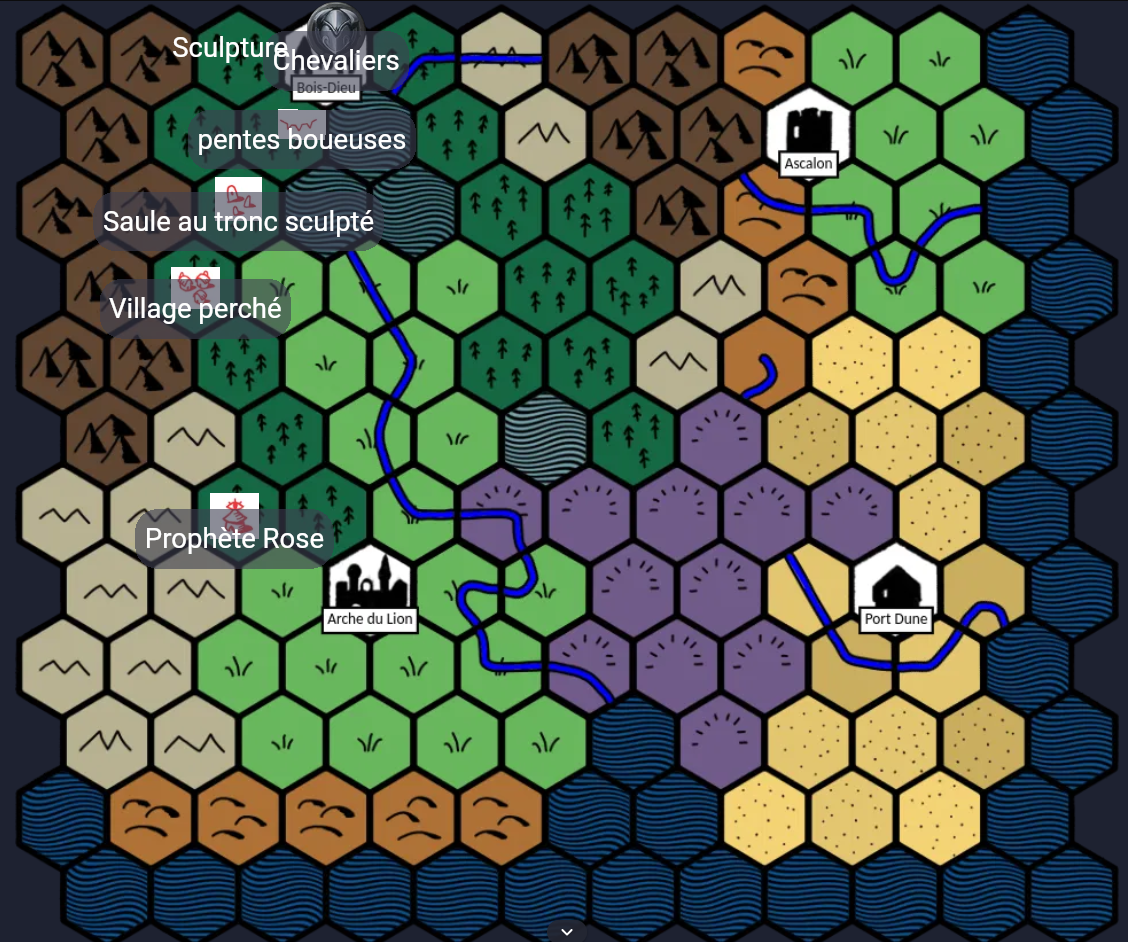 Sculpture
Chevaliers
Bois-Dieu
pentes boueuses
Ascalon
Saule au tronc sculpté
Village perché
Prophète Rose
Arche du Lion
Port Dune